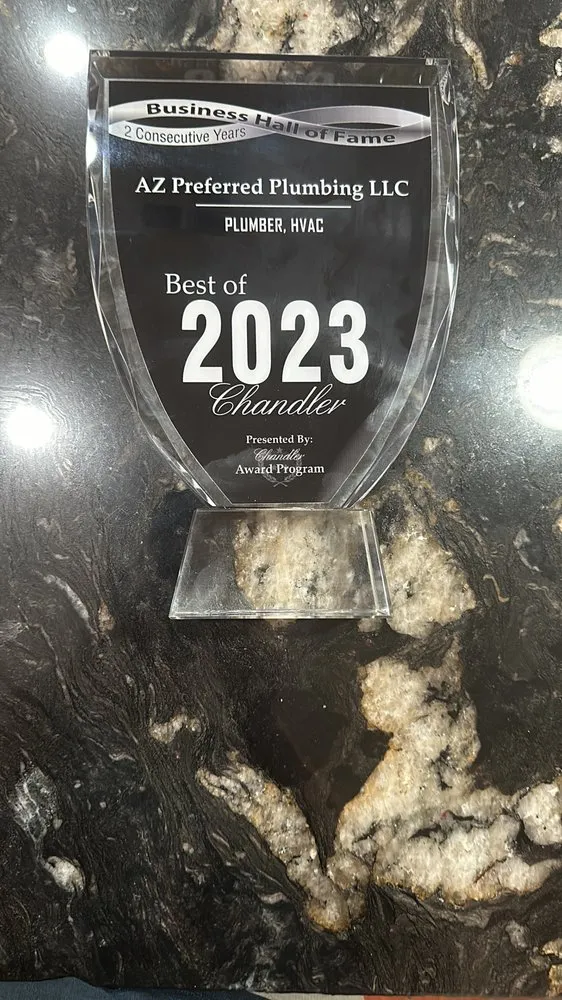 Business Hall of Fame
2 Consecutive Years
AZ Preferred Plumbing LLC
PLUMBER, HVAC
Best of
2023
Chandler
Presented By:
Chandler
Award Program